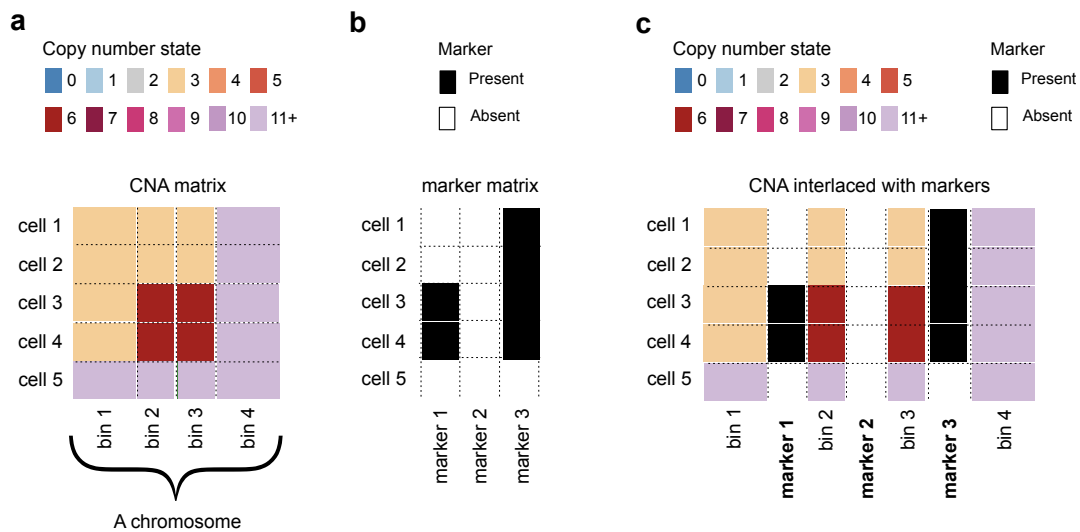 a
Copy number state
0 1 2 3 4 5
6 7 8 9 10 11+
CNA matrix
cell 1
cell 2
cell 3
cell 4
cell 5
bin 1
bin 2
bin 3
bin 4
A chromosome
b
Marker
Present
Absent
marker matrix
cell 1
cell 2
cell 3
cell 4
cell 5
marker 1
marker 2
marker 3
c
Copy number state
0 1 2 3 4 5
6 7 8 9 10 11+
Marker
Present
Absent
CNA interlaced with markers
cell 1
cell 2
cell 3
cell 4
cell 5
bin 1
marker 1
bin 2
marker 2
bin 3
marker 3
bin 4